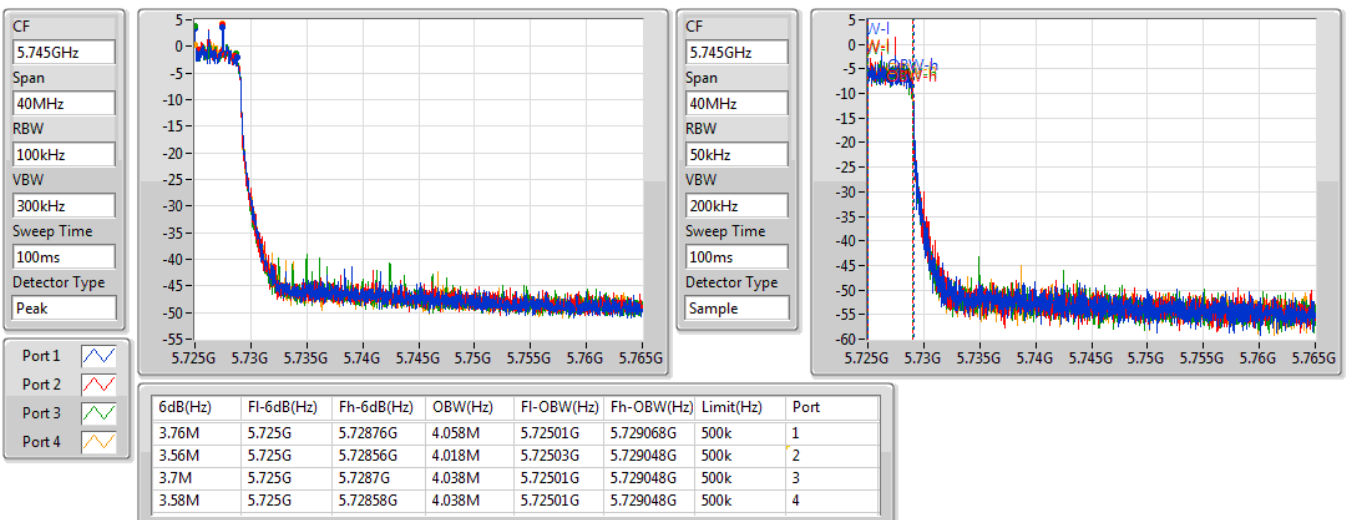 CF
5.745GHz
Span
40MHz
RBW
100kHz
VBW
300kHz
Sweep Time
100ms
Detector Type
Peak
5
0
-5
-10
-15
-20
-25
-30
-35
-40
-45
-50
-55
5.725G 5.73G 5.735G 5.74G 5.745G 5.75G 5.755G 5.76G 5.765G
CF
5.745GHz
Span
40MHz
RBW
50kHz
VBW
200kHz
Sweep Time
100ms
Detector Type
Sample
5
0
-5
-10
-15
-20
-25
-30
-35
-40
-45
-50
-55
-60
W-l
W-l
OBW-h
OBW-h
5.725G 5.73G 5.735G 5.74G 5.745G 5.75G 5.755G 5.76G 5.765G
Port 1
Port 2
Port 3
Port 4
6dB(Hz) Fl-6dB(Hz) Fh-6dB(Hz) OBW(Hz) Fl-OBW(Hz) Fh-OBW(Hz) Limit(Hz) Port
3.76M 5.725G 5.72876G 4.058M 5.72501G 5.729068G 500k 1
3.56M 5.725G 5.72856G 4.018M 5.72503G 5.729048G 500k 2
3.7M 5.725G 5.7287G 4.038M 5.72501G 5.729048G 500k 3
3.58M 5.725G 5.72858G 4.038M 5.72501G 5.729048G 500k 4